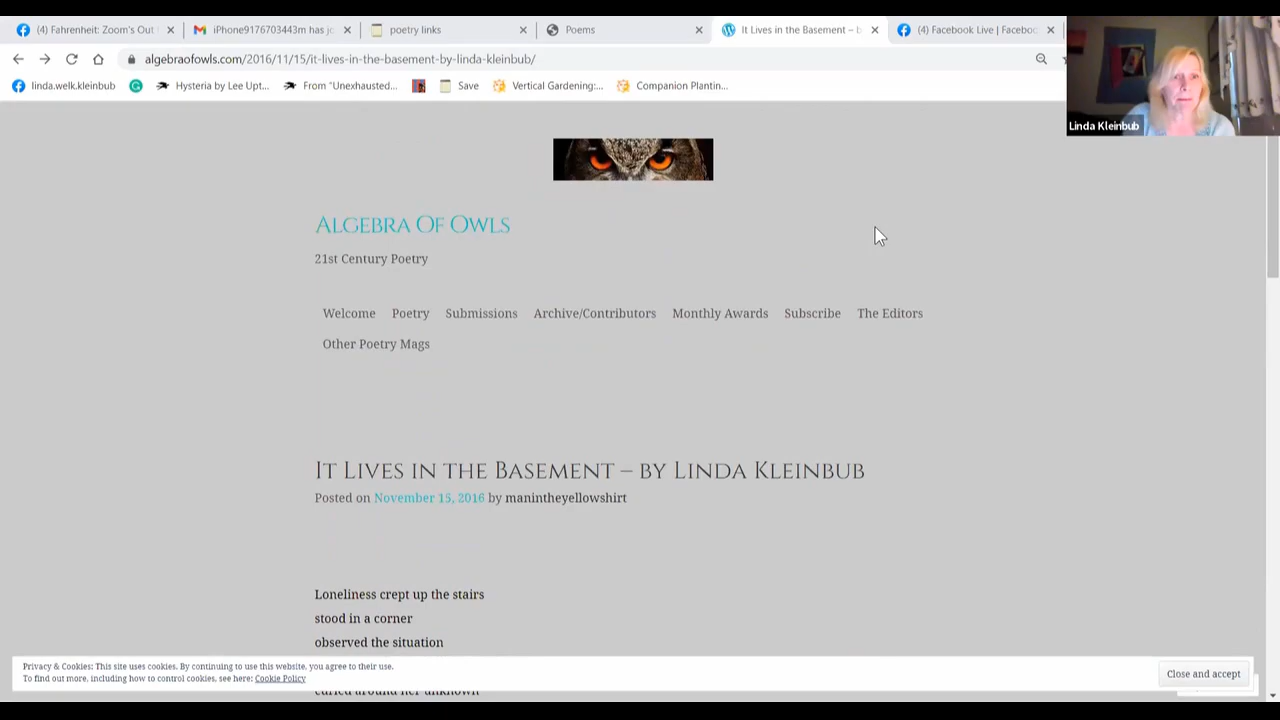 (4) Fahrenheit: Zoom's Out
iPhone9176703443m has jo
poetry links
Poems
It Lives in the Basement – b
(4) Facebook Live | Faceboo
algebraofowls.com/2016/11/15/it-lives-in-the-basement-by-linda-kleinbub/
linda.welk.kleinbub
Hysteria by Lee Upt...
From "Unexhausted...
Save
Vertical Gardening:...
Companion Plantin...
Linda Kleinbub
Algebra Of Owls
21st Century Poetry
Welcome Poetry Submissions Archive/Contributors Monthly Awards Subscribe The Editors
Other Poetry Mags
It Lives in the Basement – by Linda Kleinbub
Posted on November 15, 2016 by manintheyellowshirt
Loneliness crept up the stairs
stood in a corner
observed the situation
Privacy & Cookies: This site uses cookies. By continuing to use this website, you agree to their use.
To find out more, including how to control cookies, see here: Cookie Policy
Close and accept
curled around her unknown